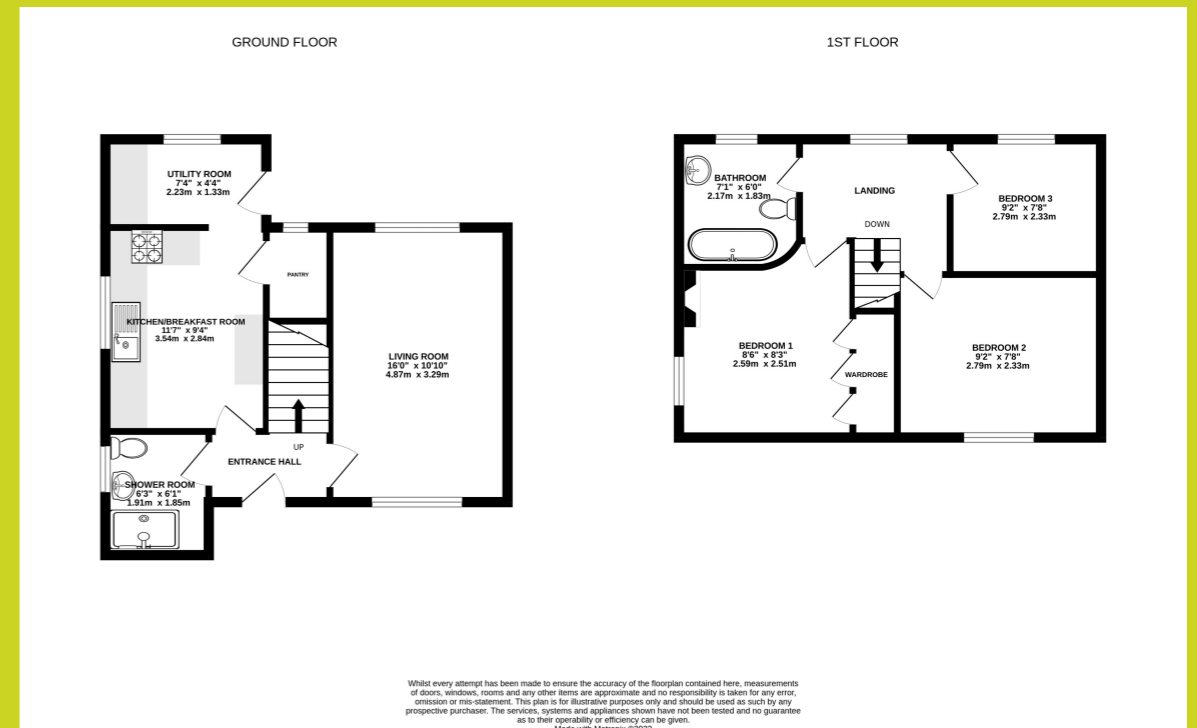 GROUND FLOOR
UTILITY ROOM
7'4" x 4'4"
2.23m x 1.33m
PANTRY
KITCHEN/BREAKFAST ROOM
11'7" x 9'4"
3.54m x 2.84m
LIVING ROOM
16'0" x 10'10"
4.87m x 3.29m
UP
ENTRANCE HALL
SHOWER ROOM
6'3" x 6'1"
1.91m x 1.85m
1ST FLOOR
BATHROOM
7'1" x 6'0"
2.17m x 1.83m
LANDING
DOWN
BEDROOM 3
9'2" x 7'8"
2.79m x 2.33m
BEDROOM 1
8'6" x 8'3"
2.59m x 2.51m
WARDROBE
BEDROOM 2
9'2" x 7'8"
2.79m x 2.33m
Whilst every attempt has been made to ensure the accuracy of the floorplan contained here, measurements
of doors, windows, rooms and any other items are approximate and no responsibility is taken for any error,
omission or mis-statement. This plan is for illustrative purposes only and should be used as such by any
prospective purchaser. The services, systems and appliances shown have not been tested and no guarantee
as to their operability or efficiency can be given.